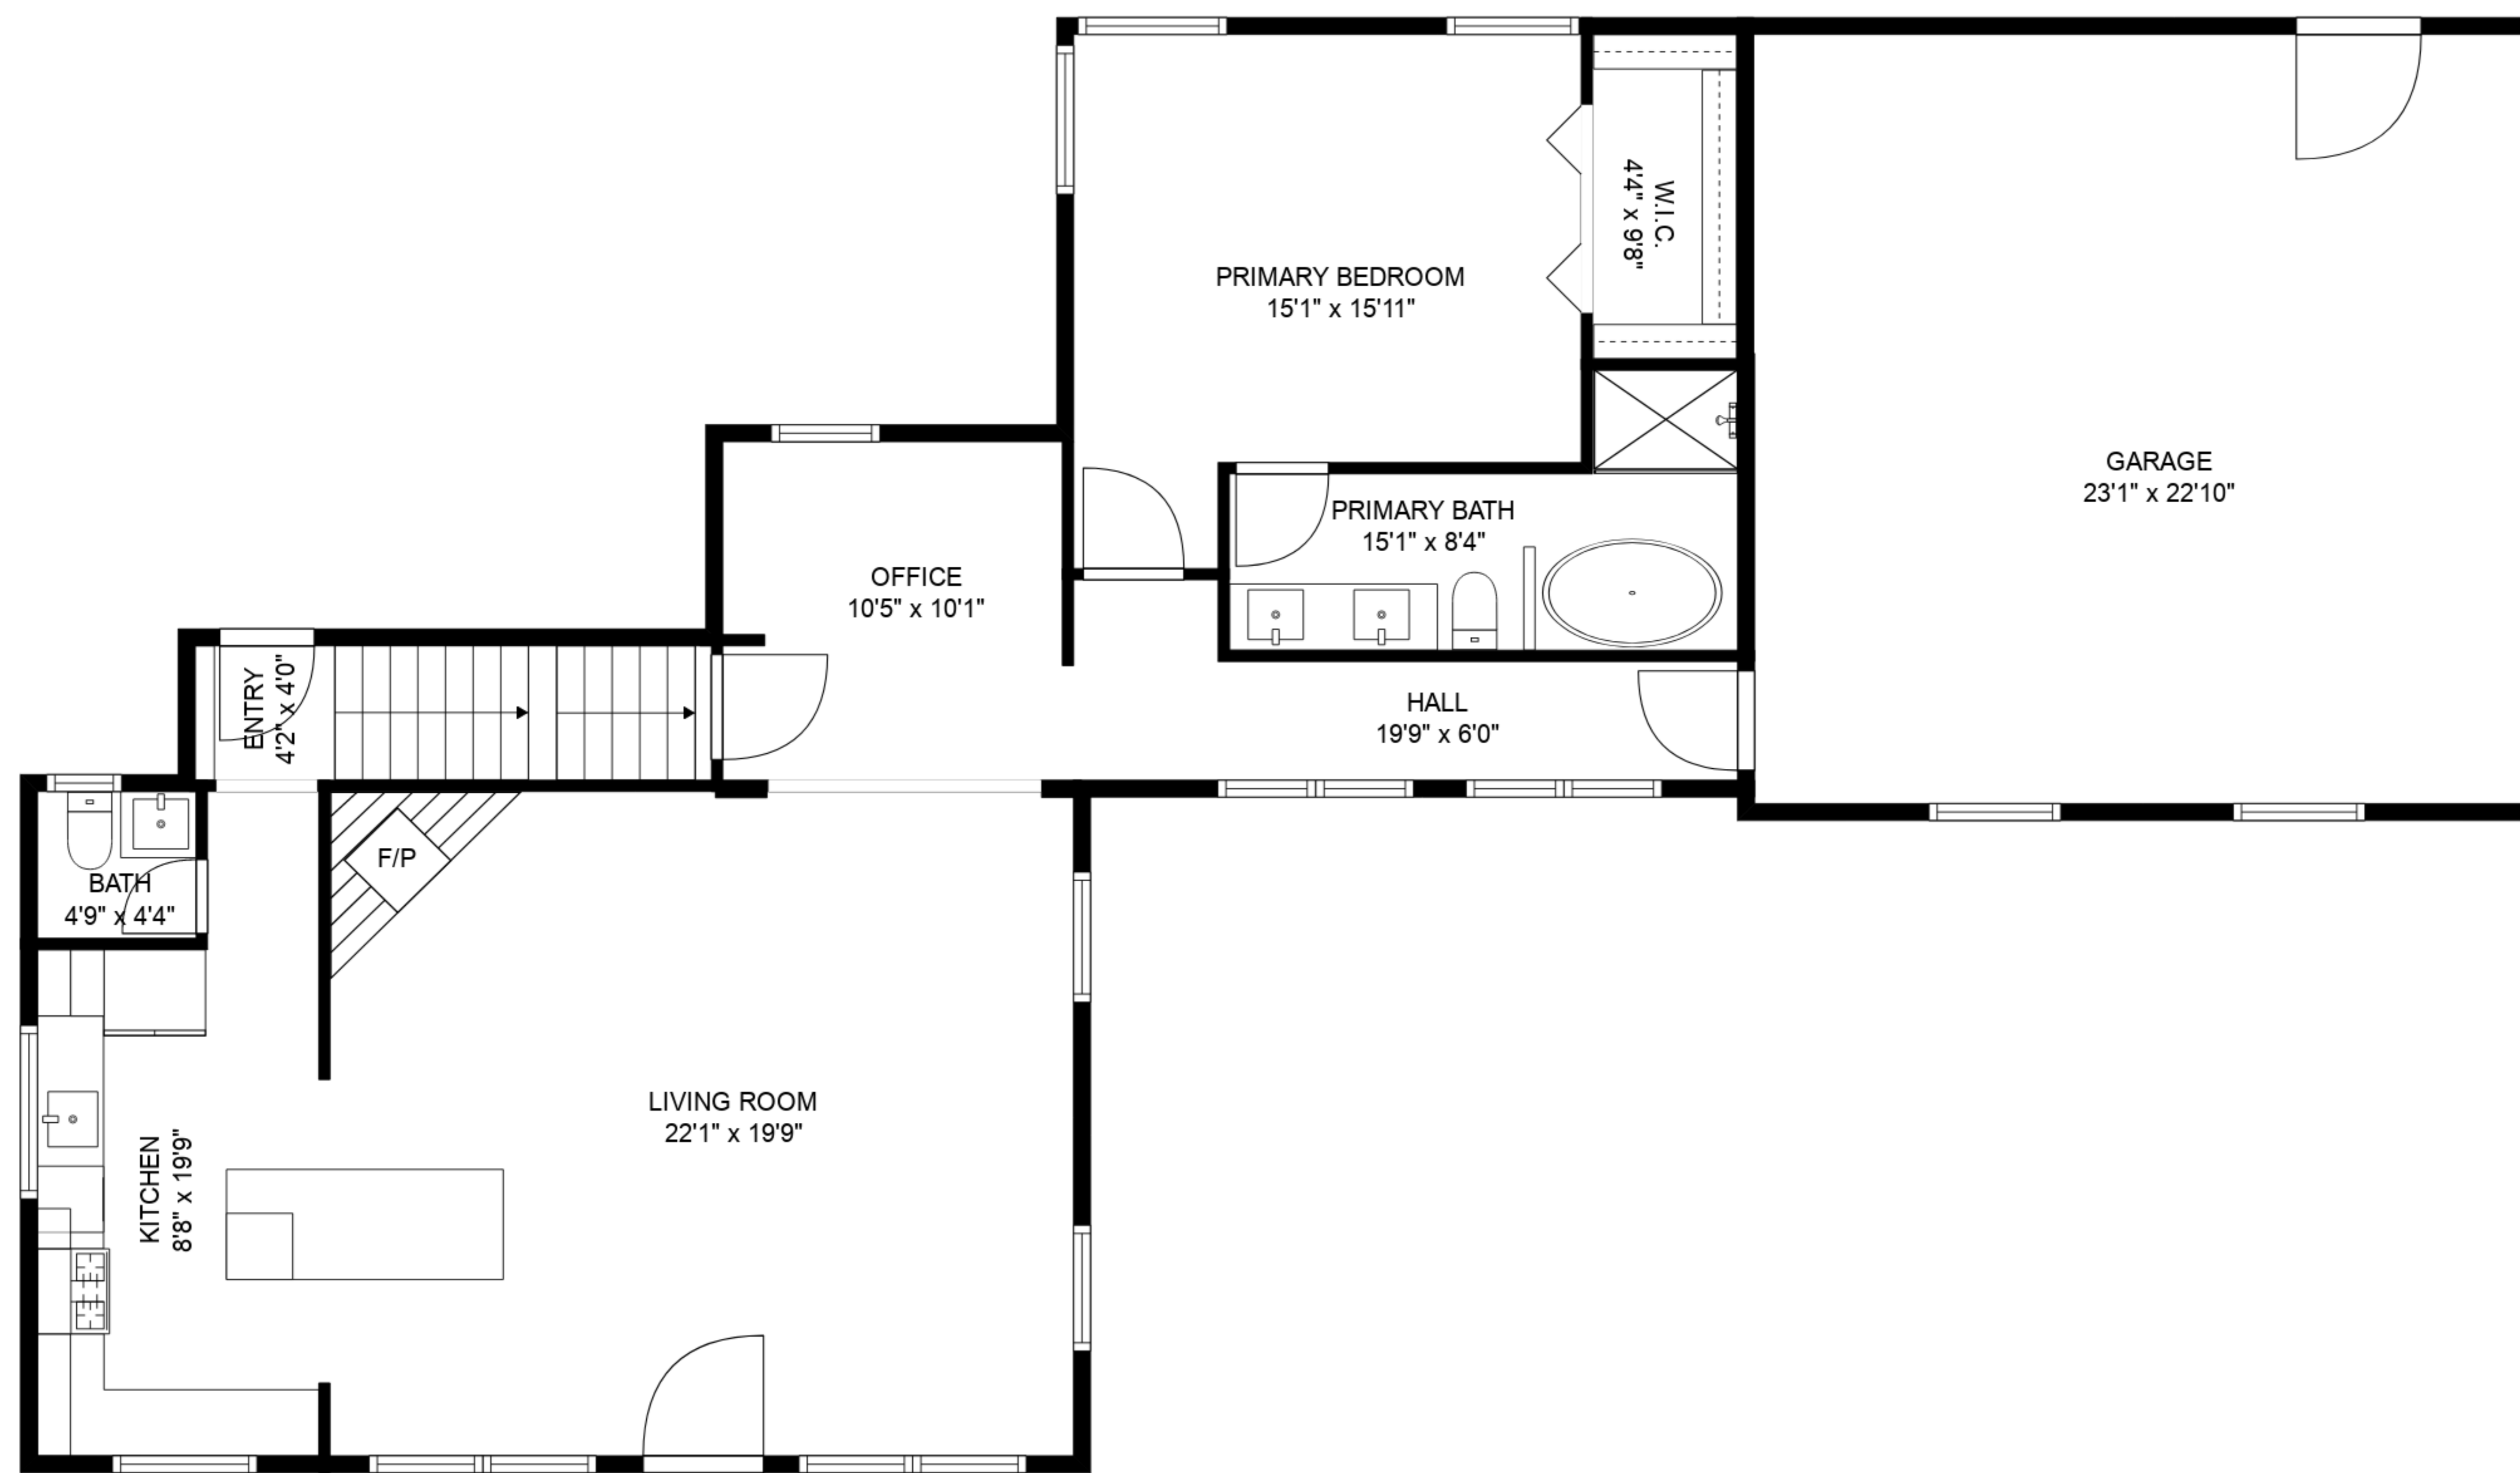 W.I.C.
4'4" x 9'8"
PRIMARY BEDROOM
15'1" x 15'11"
GARAGE
23'1" x 22'10"
PRIMARY BATH
15'1" x 8'4"
OFFICE
10'5" x 10'1"
ENTRY
4'2" x 4'0"
HALL
19'9" x 6'0"
F/P
BATH
4'9" x 4'4"
LIVING ROOM
22'1" x 19'9"
KITCHEN
8'8" x 19'9"